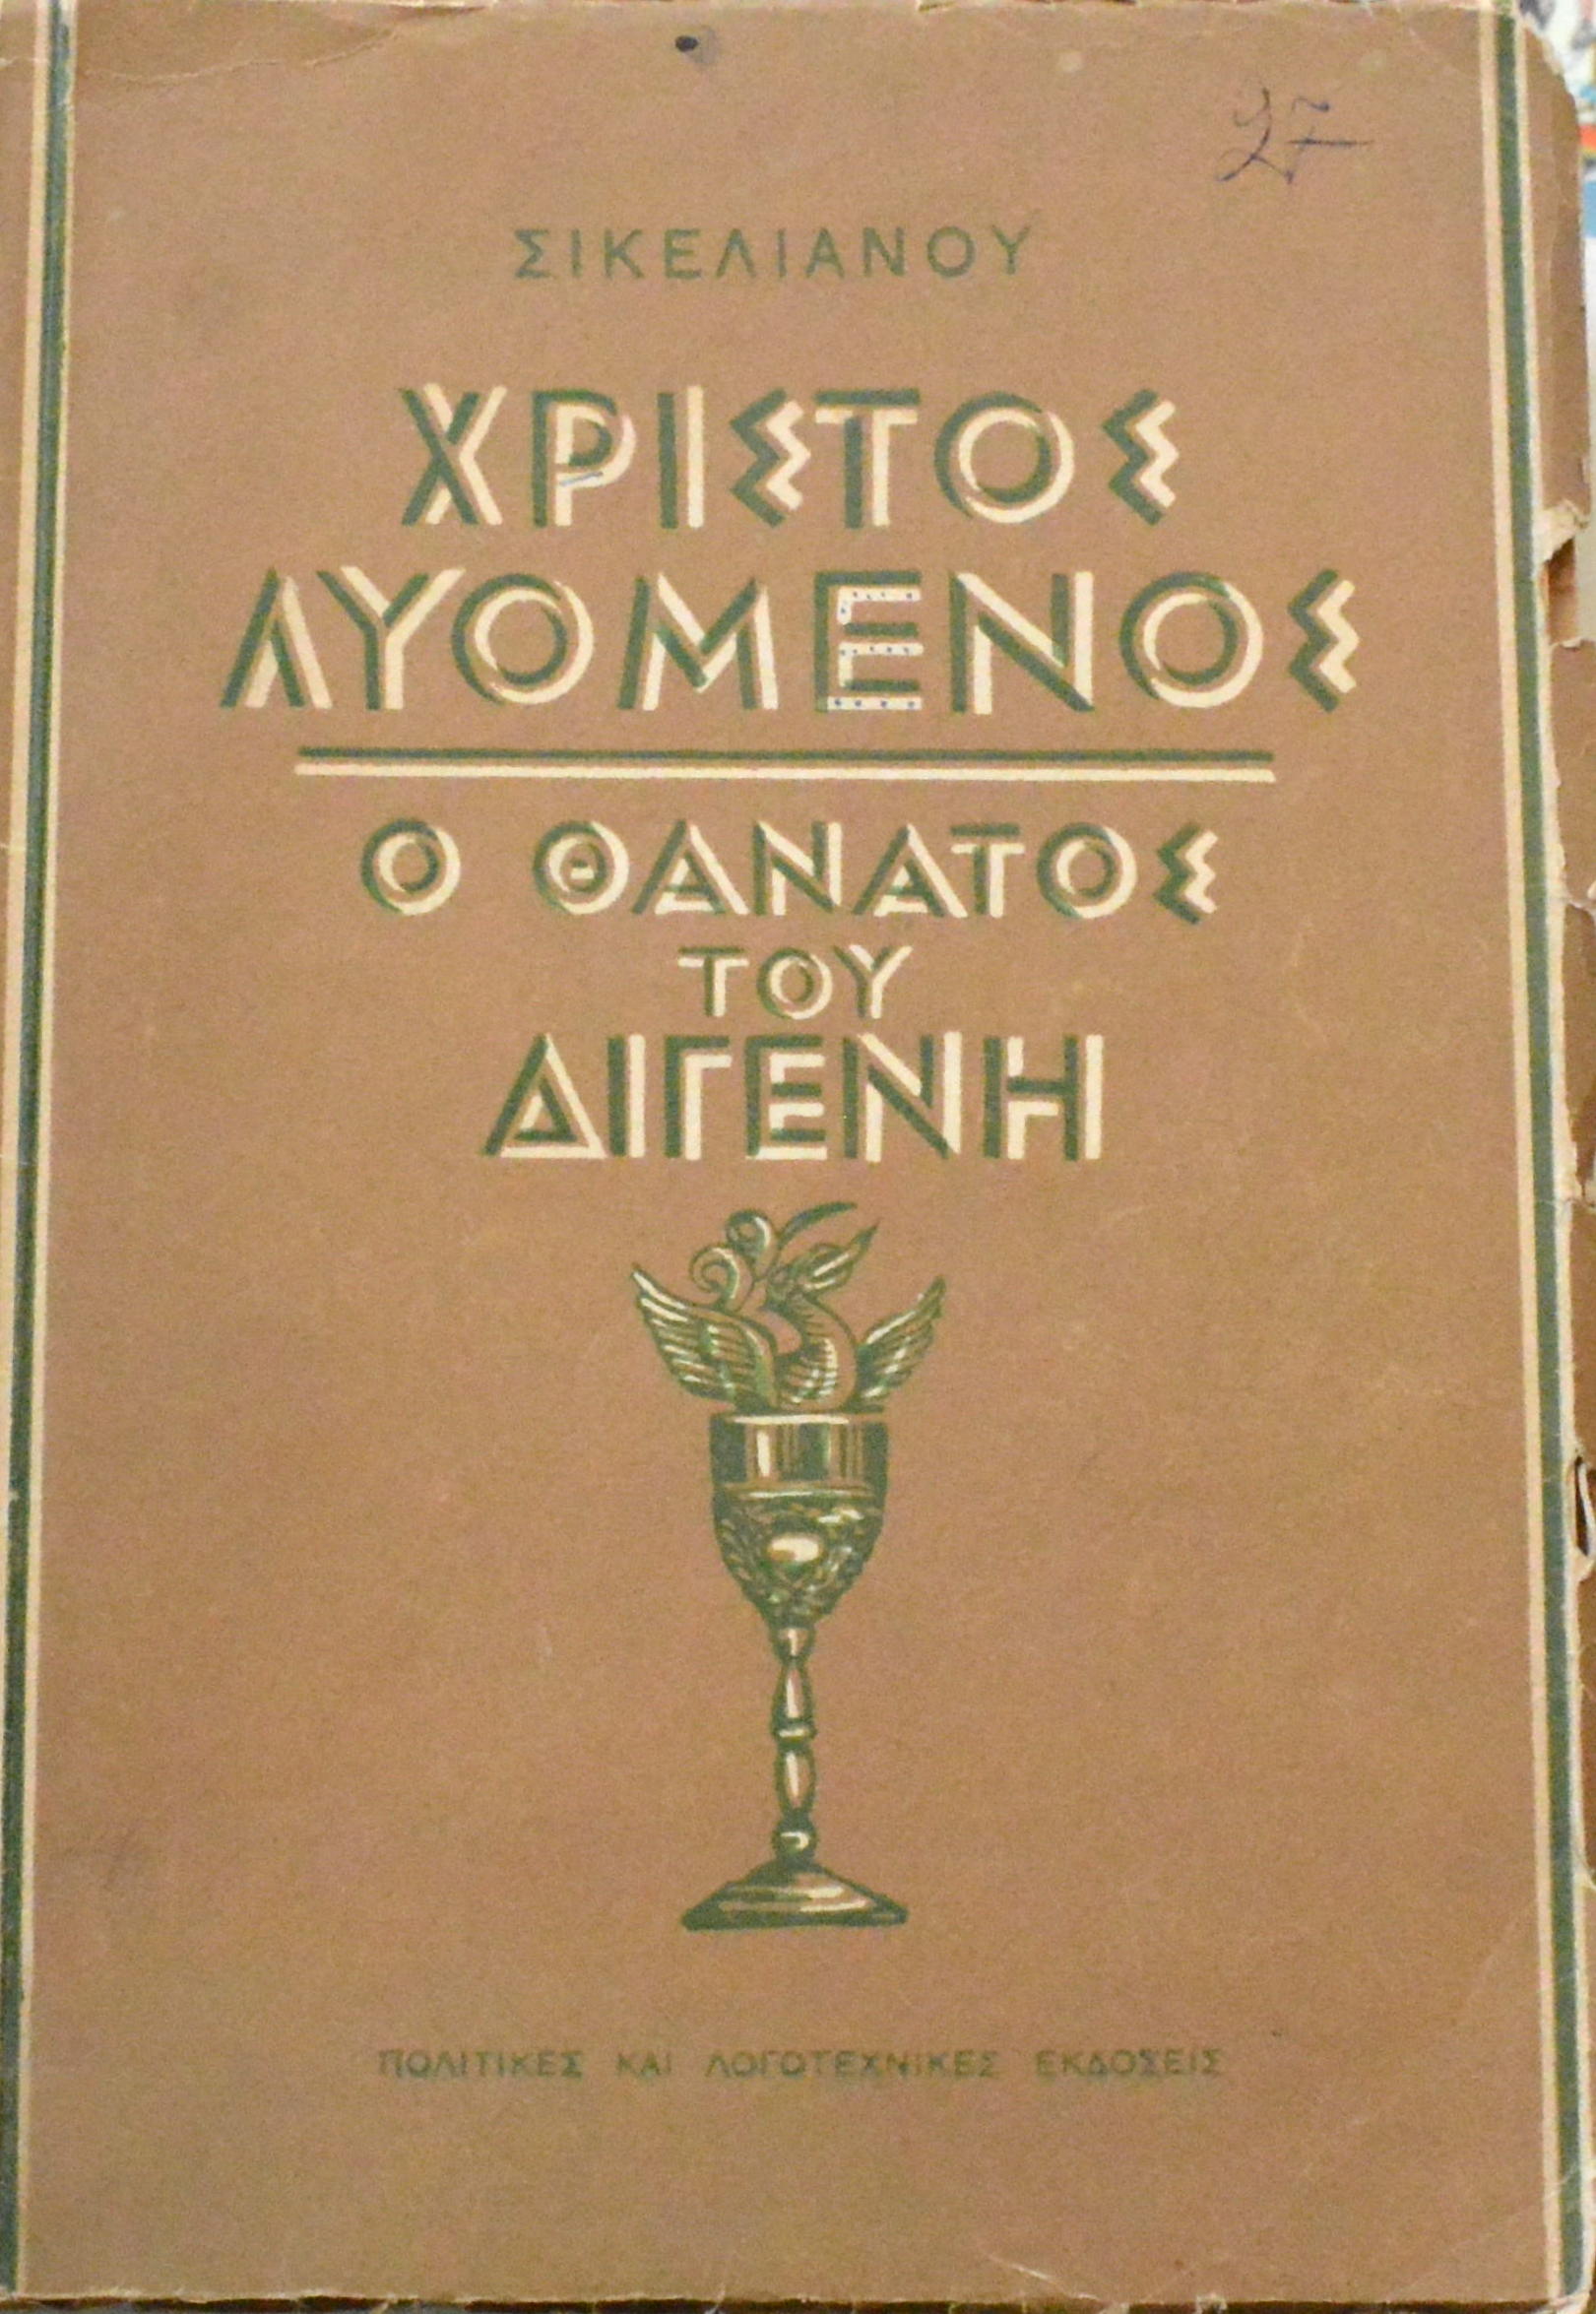 27
ΣΙΚΕΛΙΑΝΟΥ
ΧΡΙΣΤΟΣ
ΛΥΟΜΕΝΟΣ
Ο ΘΑΝΑΤΟΣ
ΤΟΥ
ΔΙΓΕΝΗ
ΠΟΛΙΤΙΚΕΣ ΚΑΙ ΛΟΓΟΤΕΧΝΙΚΕΣ ΕΚΔΟΣΕΙΣ